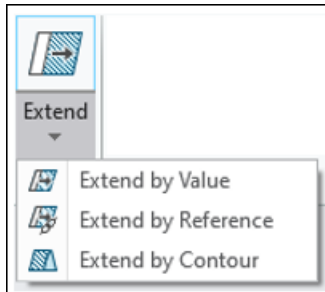 Extend
Extend by Value
Extend by Reference
Extend by Contour